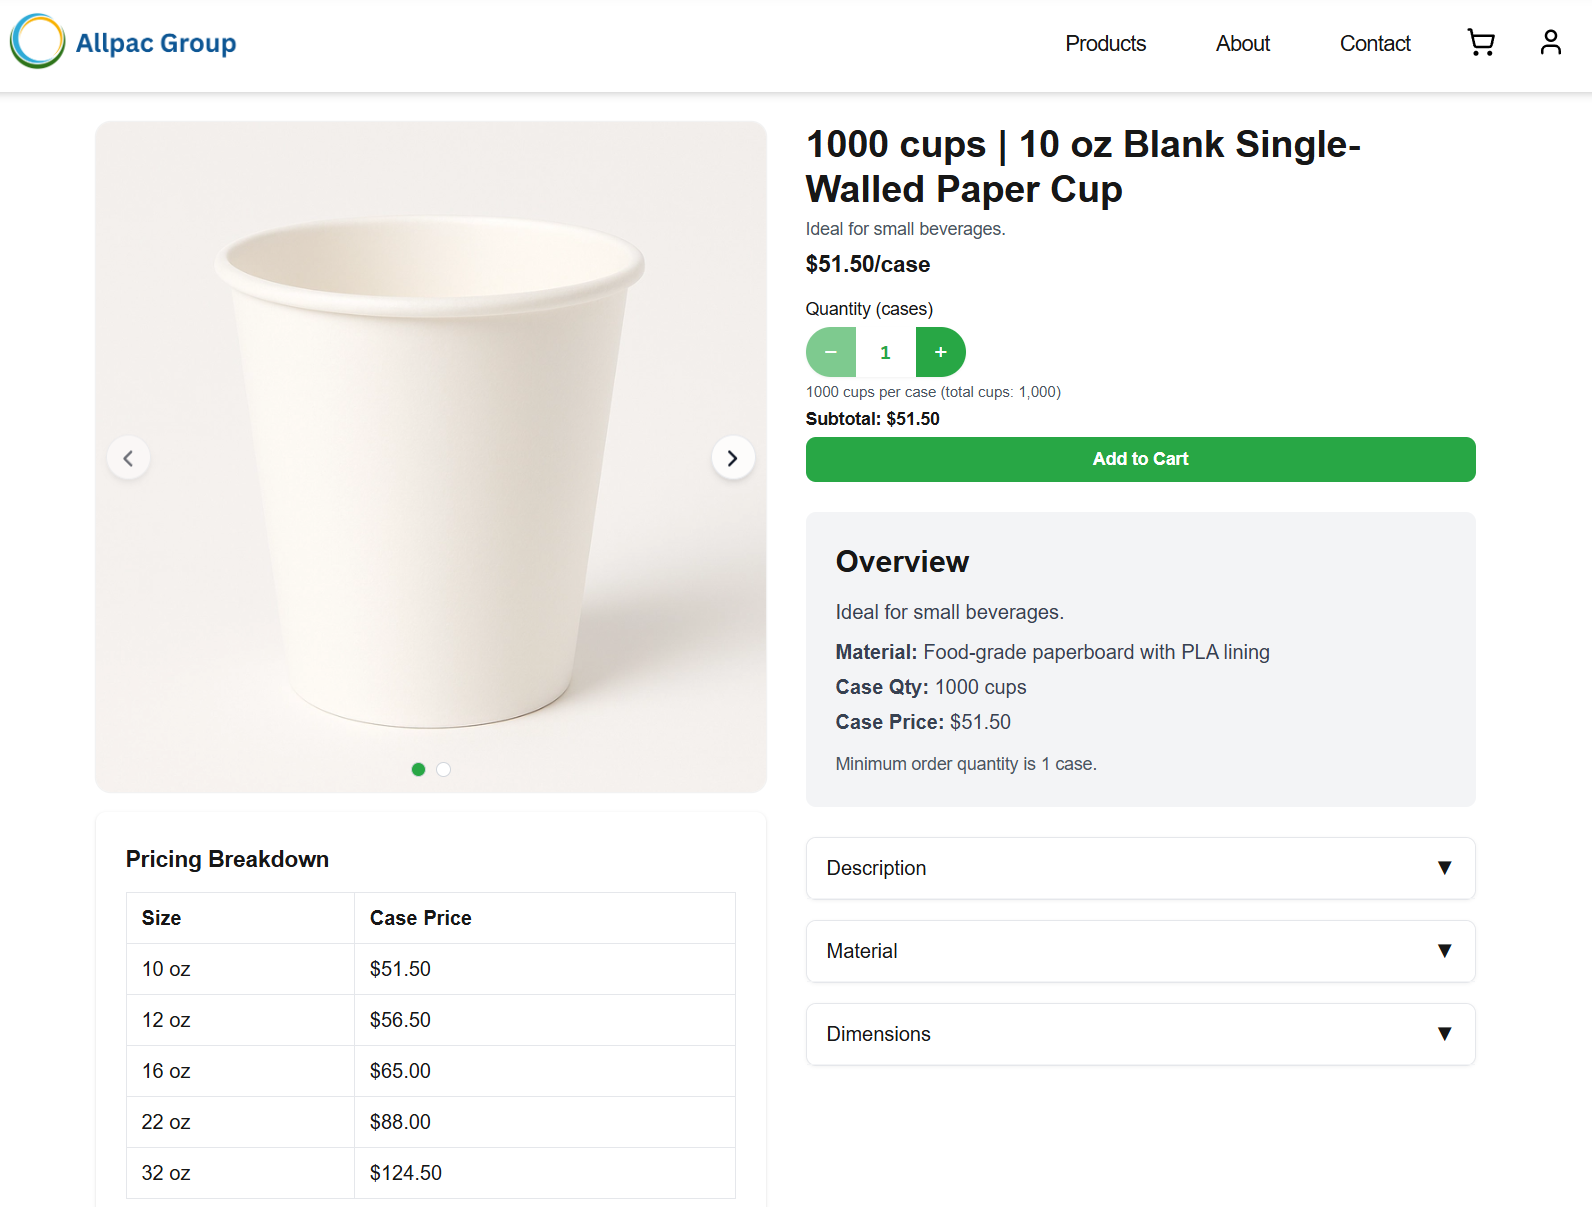 Allpac Group
Products
About
Contact
1000 cups | 10 oz Blank Single-
Walled Paper Cup
Ideal for small beverages.
$51.50/case
Quantity (cases)
− 1 +
1000 cups per case (total cups: 1,000)
Subtotal: $51.50
Add to Cart
Overview
Ideal for small beverages.
Material: Food-grade paperboard with PLA lining
Case Qty: 1000 cups
Case Price: $51.50
Minimum order quantity is 1 case.
Description ▼
Material ▼
Dimensions ▼
Pricing Breakdown
Size Case Price
10 oz $51.50
12 oz $56.50
16 oz $65.00
22 oz $88.00
32 oz $124.50